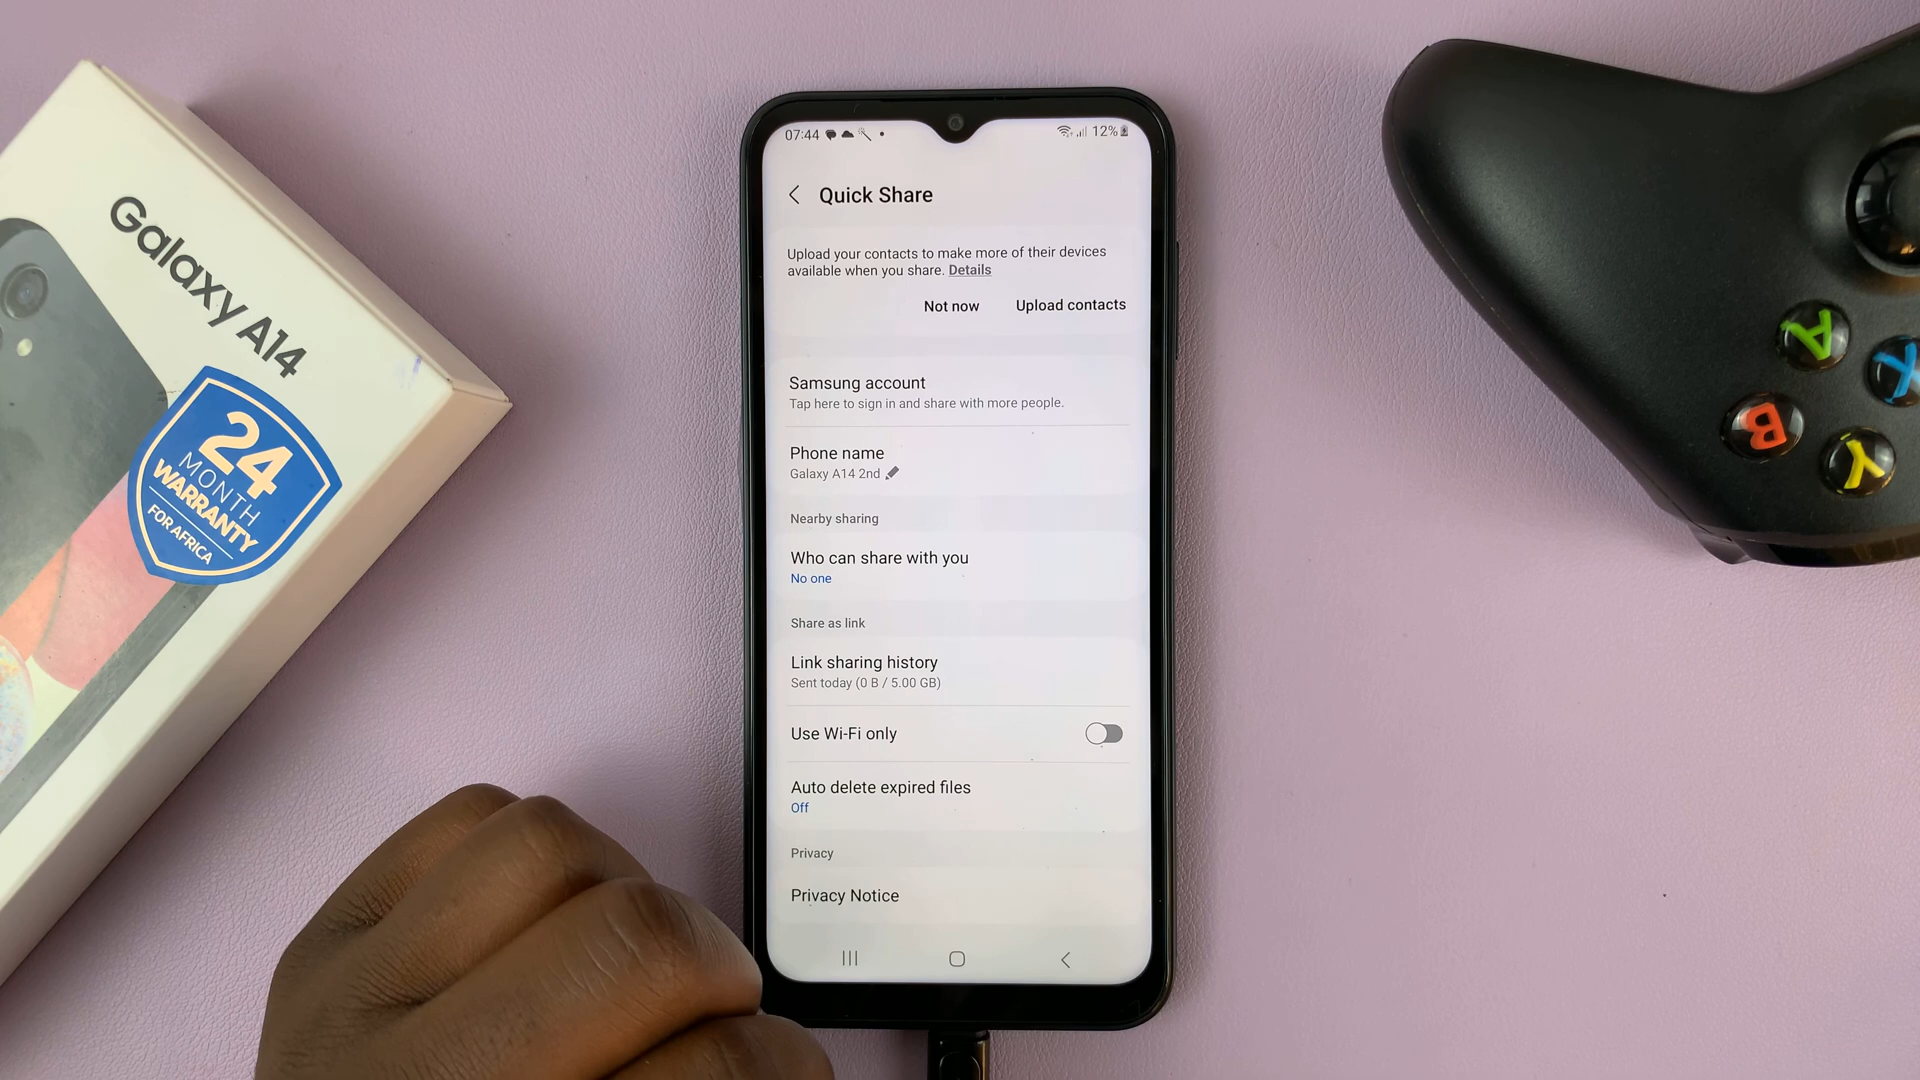 Galaxy A14
24
MONTH
WARRANTY
FOR AFRICA
07:44
12%
Quick Share
Upload your contacts to make more of their devices
available when you share. Details
Not now Upload contacts
Samsung account
Tap here to sign in and share with more people.
Phone name
Galaxy A14 2nd
Nearby sharing
Who can share with you
No one
Share as link
Link sharing history
Sent today (0 B / 5.00 GB)
Use Wi-Fi only
Auto delete expired files
Off
Privacy
Privacy Notice
A
X
B
Y